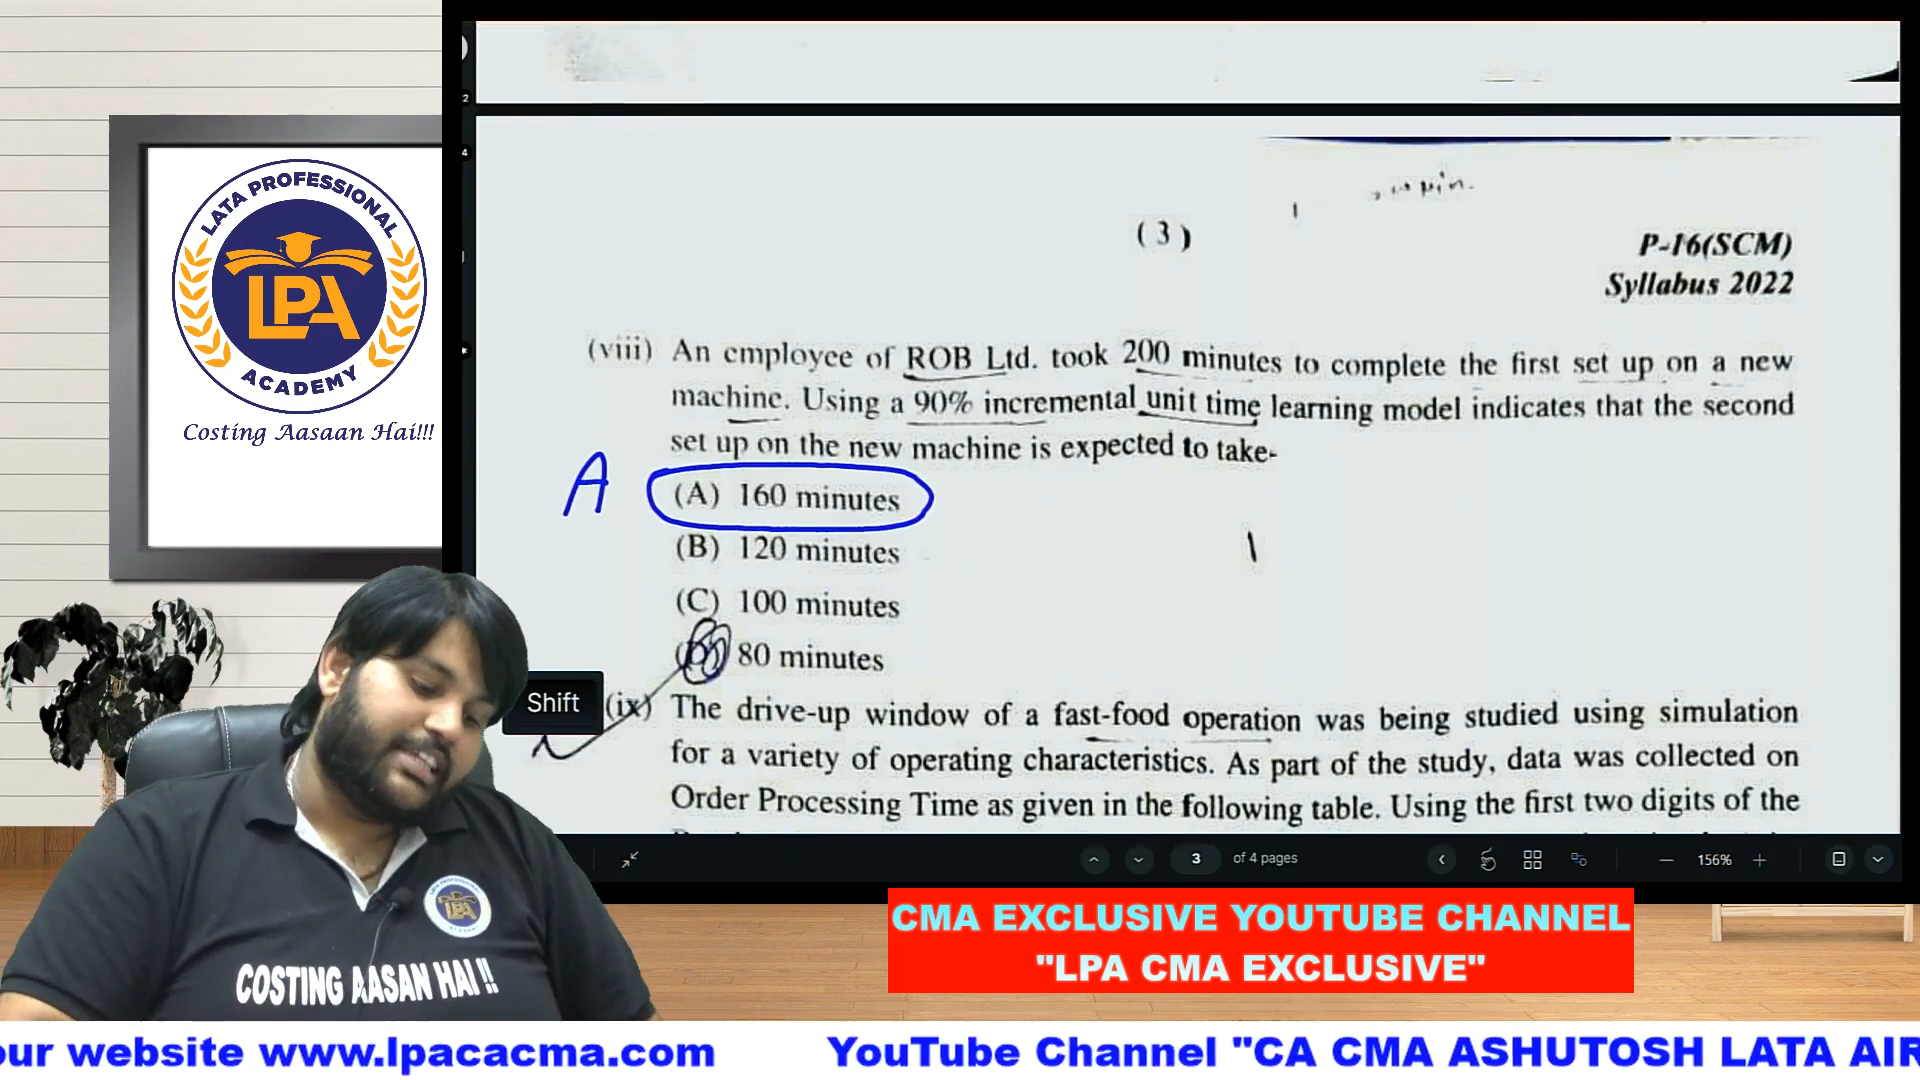 LATA PROFESSIONAL
LPA
ACADEMY
Costing Aasaan Hai!!!
2
4
(3)
P-16(SCM)
Syllabus 2022
(viii) An employee of ROB Ltd. took 200 minutes to complete the first set up on a new
machine. Using a 90% incremental unit time learning model indicates that the second
set up on the new machine is expected to take-
A
(A) 160 minutes
(B) 120 minutes
(C) 100 minutes
80 minutes
Shift
(ix) The drive-up window of a fast-food operation was being studied using simulation
for a variety of operating characteristics. As part of the study, data was collected on
Order Processing Time as given in the following table. Using the first two digits of the
3 of 4 pages
156%
LPA
COSTING AASAN HAI !!
CMA EXCLUSIVE YOUTUBE CHANNEL
"LPA CMA EXCLUSIVE"
our website www.lpacacma.com YouTube Channel "CA CMA ASHUTOSH LATA AIR